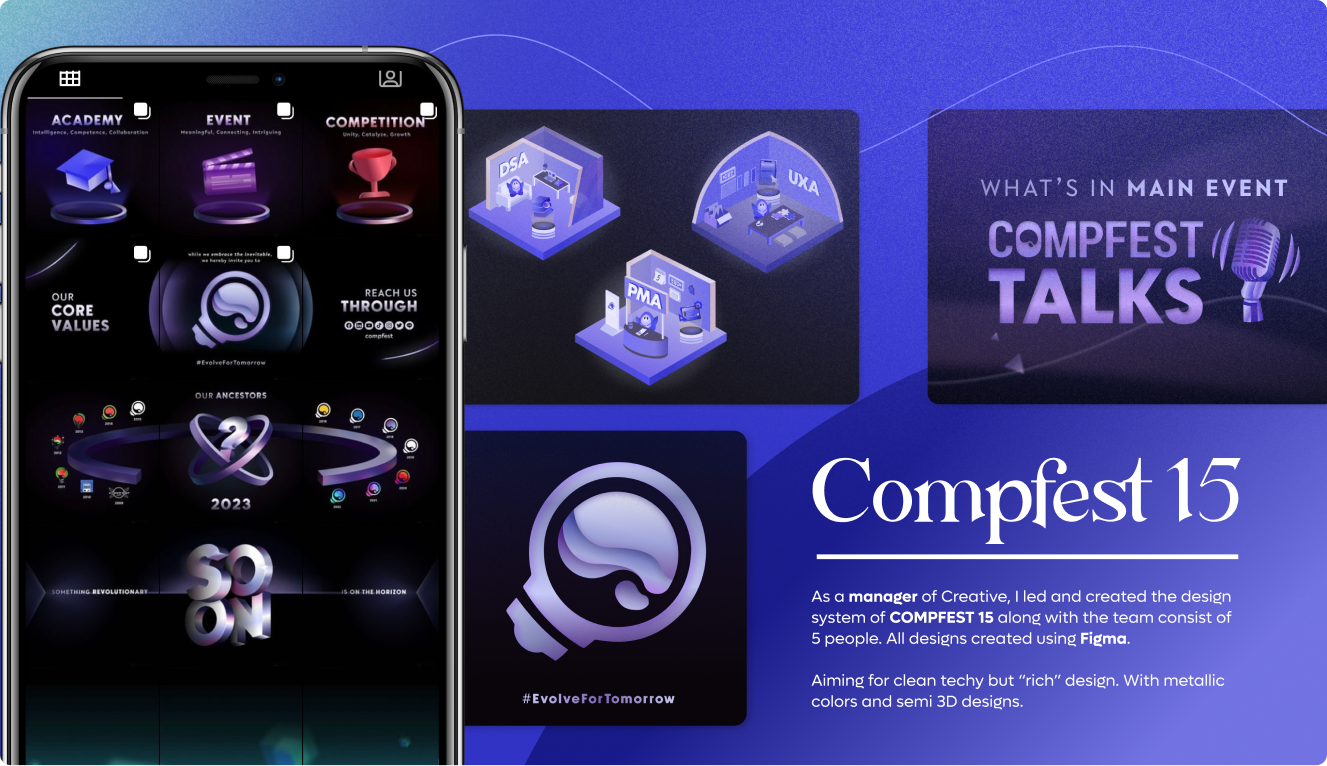 ACADEMY
Intelligence, Competence, Collaboration
EVENT
Meaningful, Connecting, Intriguing
COMPETITION
Unity, Catalyze, Growth
OUR
CORE
VALUES
while we embrace the inevitable,
we hereby invite you to
#EvolveForTomorrow
REACH US
THROUGH
compfest
OUR ANCESTORS
?
2023
SOMETHING REVOLUTIONARY
SO
ON
IS ON THE HORIZON
DSA
UXA
PMA
WHAT'S IN MAIN EVENT
COMPFEST
TALKS
#EvolveForTomorrow
Compfest 15
As a manager of Creative, I led and created the design
system of COMPFEST 15 along with the team consist of
5 people. All designs created using Figma.
Aiming for clean techy but “rich” design. With metallic
colors and semi 3D designs.